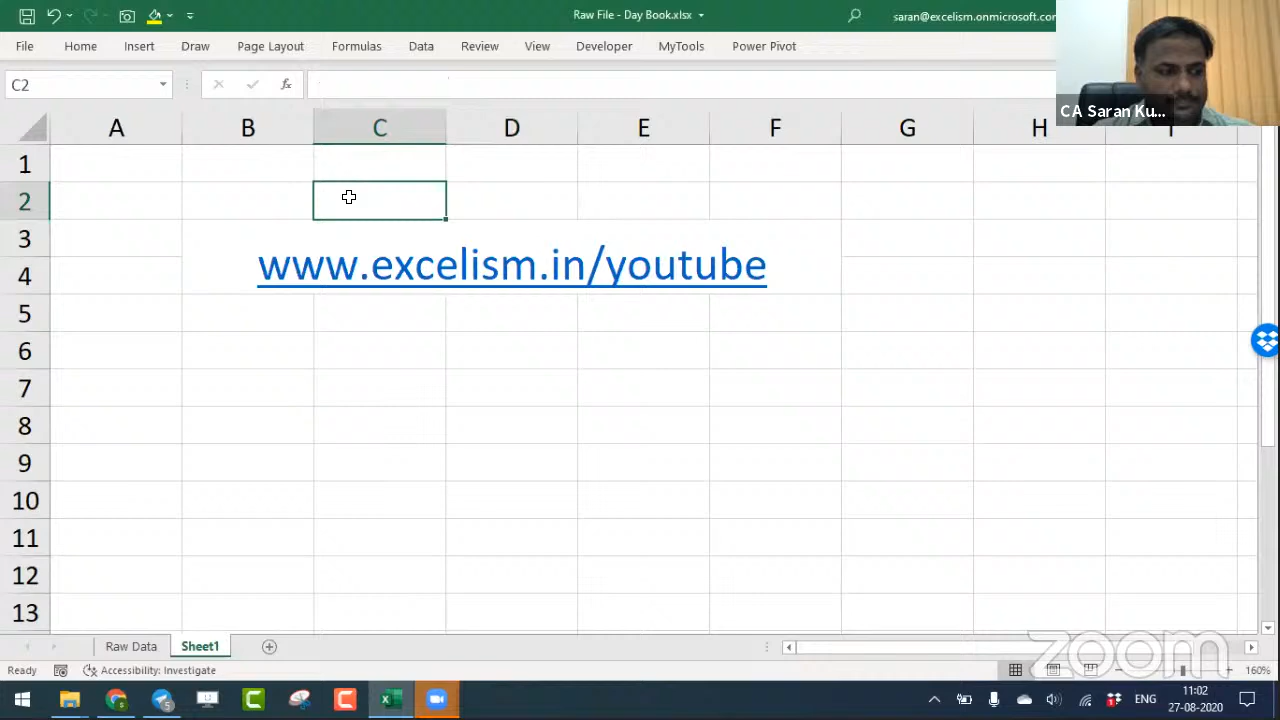 Raw File - Day Book.xlsx
saran@excelism.onmicrosoft.com
File Home Insert Draw Page Layout Formulas Data Review View Developer MyTools Power Pivot
C2
fx
CA Saran Ku...
A B C D E F G H I
1
2
3
www.excelism.in/youtube
4
5
6
7
8
9
10
11
12
13
Raw Data Sheet1
zoom
Ready Accessibility: Investigate 160%
ENG 11:02
27-08-2020